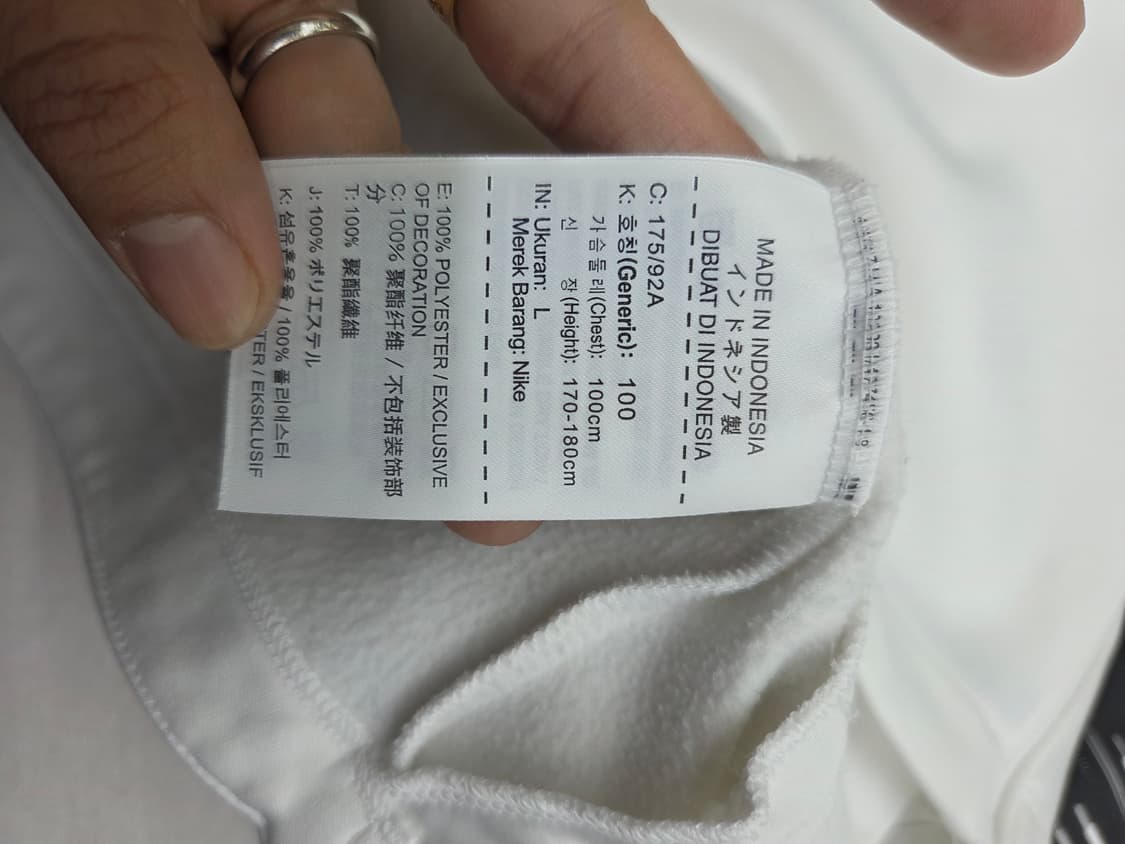 MADE IN INDONESIA
インドネシア製
DIBUAT DI INDONESIA
C: 175/92A
K: 호칭(Generic): 100
가슴둘레(Chest): 100cm
신 장(Height): 170-180cm
IN: Ukuran: L
Merek Barang: Nike
E: 100% POLYESTER / EXCLUSIVE
OF DECORATION
C: 100% 聚酯纤维 / 不包括装饰部
分
T: 100% 聚酯纖維
J: 100% ポリエステル
K: 섬유혼용율 / 100% 폴리에스터
TER / EKSKLUSIF